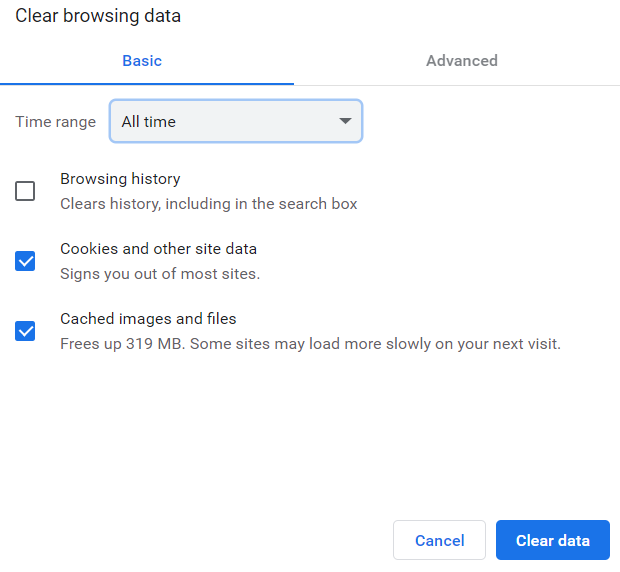 Clear browsing data
Basic
Advanced
Time range
All time
Browsing history
Clears history, including in the search box
Cookies and other site data
Signs you out of most sites.
Cached images and files
Frees up 319 MB. Some sites may load more slowly on your next visit.
Cancel
Clear data